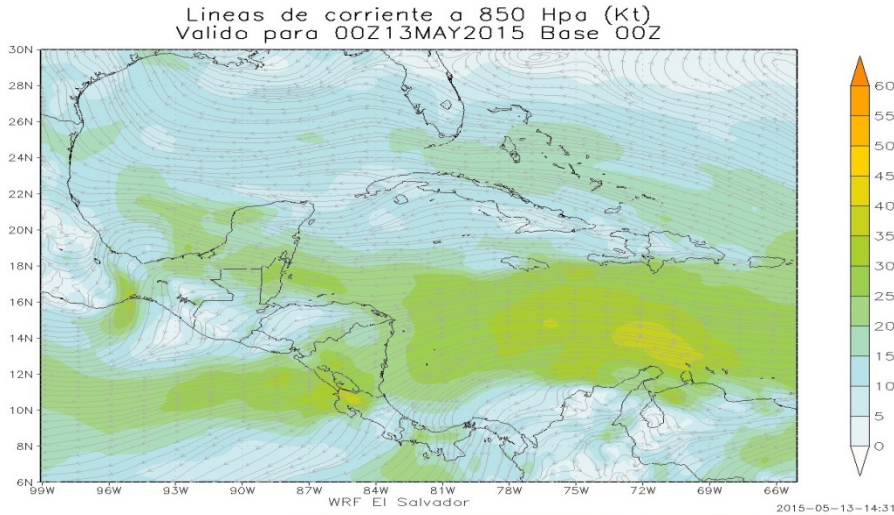 Lineas de corriente a 850 Hpa (Kt)
Valido para 00Z13MAY2015 Base 00Z
30N
28N
26N
24N
22N
20N
18N
16N
14N
12N
10N
8N
6N
99W 96W 93W 90W 87W 84W 81W 78W 75W 72W 69W 66W
60
55
50
45
40
35
30
25
20
15
10
5
0
WRF El Salvador
2015-05-13-14:31